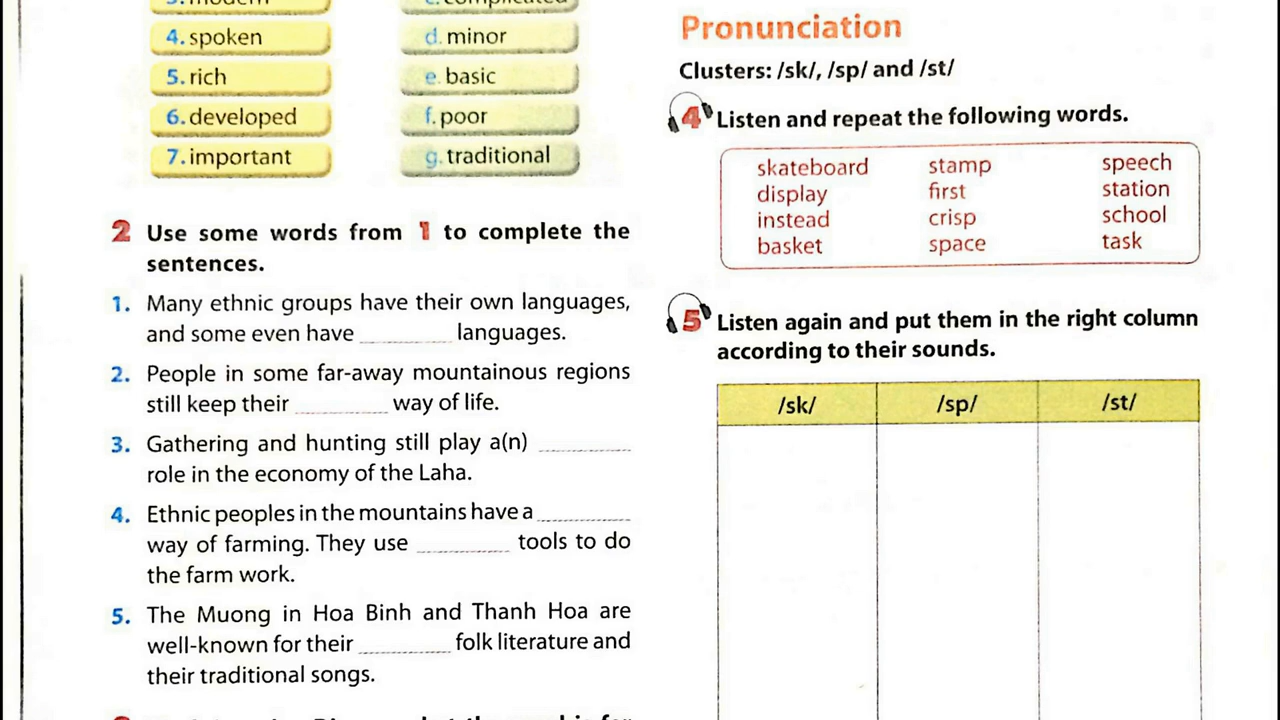 3. modern
c. complicated
4. spoken
d. minor
5. rich
e. basic
6. developed
f. poor
7. important
g. traditional
2 Use some words from 1 to complete the
sentences.
1. Many ethnic groups have their own languages,
and some even have ________ languages.
2. People in some far-away mountainous regions
still keep their ________ way of life.
3. Gathering and hunting still play a(n) ________
role in the economy of the Laha.
4. Ethnic peoples in the mountains have a ________
way of farming. They use ________ tools to do
the farm work.
5. The Muong in Hoa Binh and Thanh Hoa are
well-known for their ________ folk literature and
their traditional songs.
Pronunciation
Clusters: /sk/, /sp/ and /st/
4 Listen and repeat the following words.
skateboard stamp speech
display first station
instead crisp school
basket space task
5 Listen again and put them in the right column
according to their sounds.
/sk/ /sp/ /st/